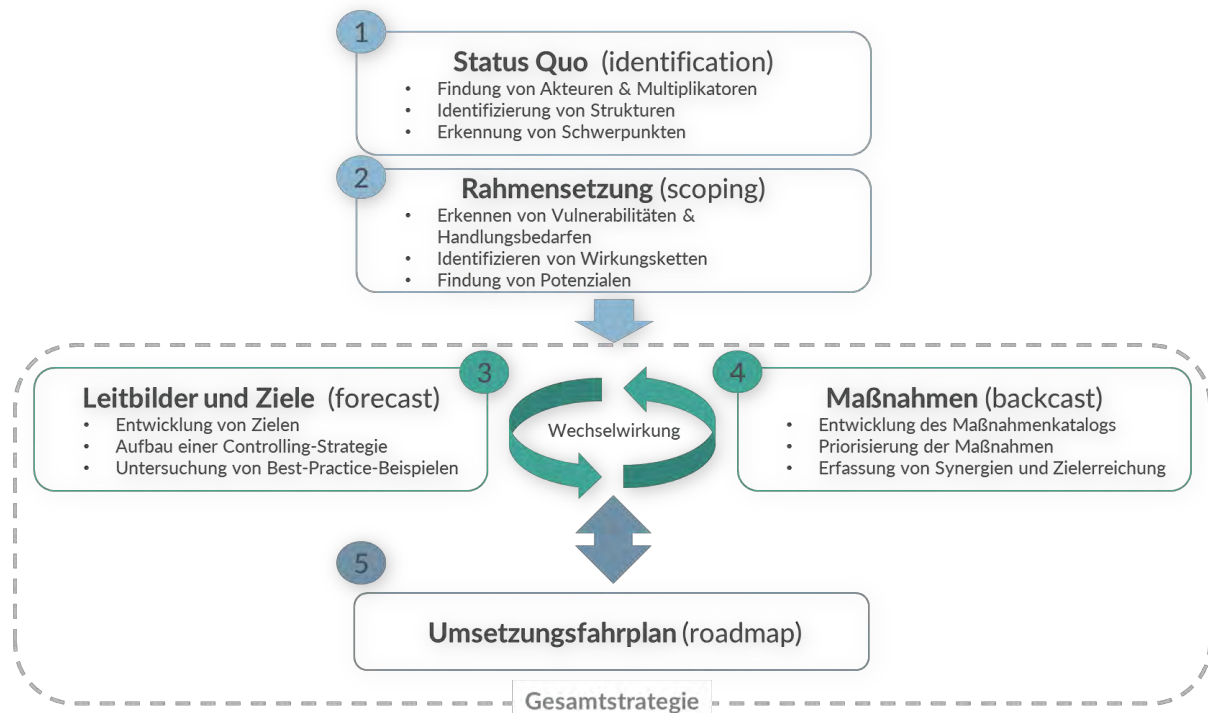 1
Status Quo (identification)
• Findung von Akteuren & Multiplikatoren
• Identifizierung von Strukturen
• Erkennung von Schwerpunkten
2
Rahmensetzung (scoping)
• Erkennen von Vulnerabilitäten &
Handlungsbedarfen
• Identifizieren von Wirkungsketten
• Findung von Potenzialen
3
Leitbilder und Ziele (forecast)
• Entwicklung von Zielen
• Aufbau einer Controlling-Strategie
• Untersuchung von Best-Practice-Beispielen
Wechselwirkung
4
Maßnahmen (backcast)
• Entwicklung des Maßnahmenkatalogs
• Priorisierung der Maßnahmen
• Erfassung von Synergien und Zielerreichung
5
Umsetzungsfahrplan (roadmap)
Gesamtstrategie